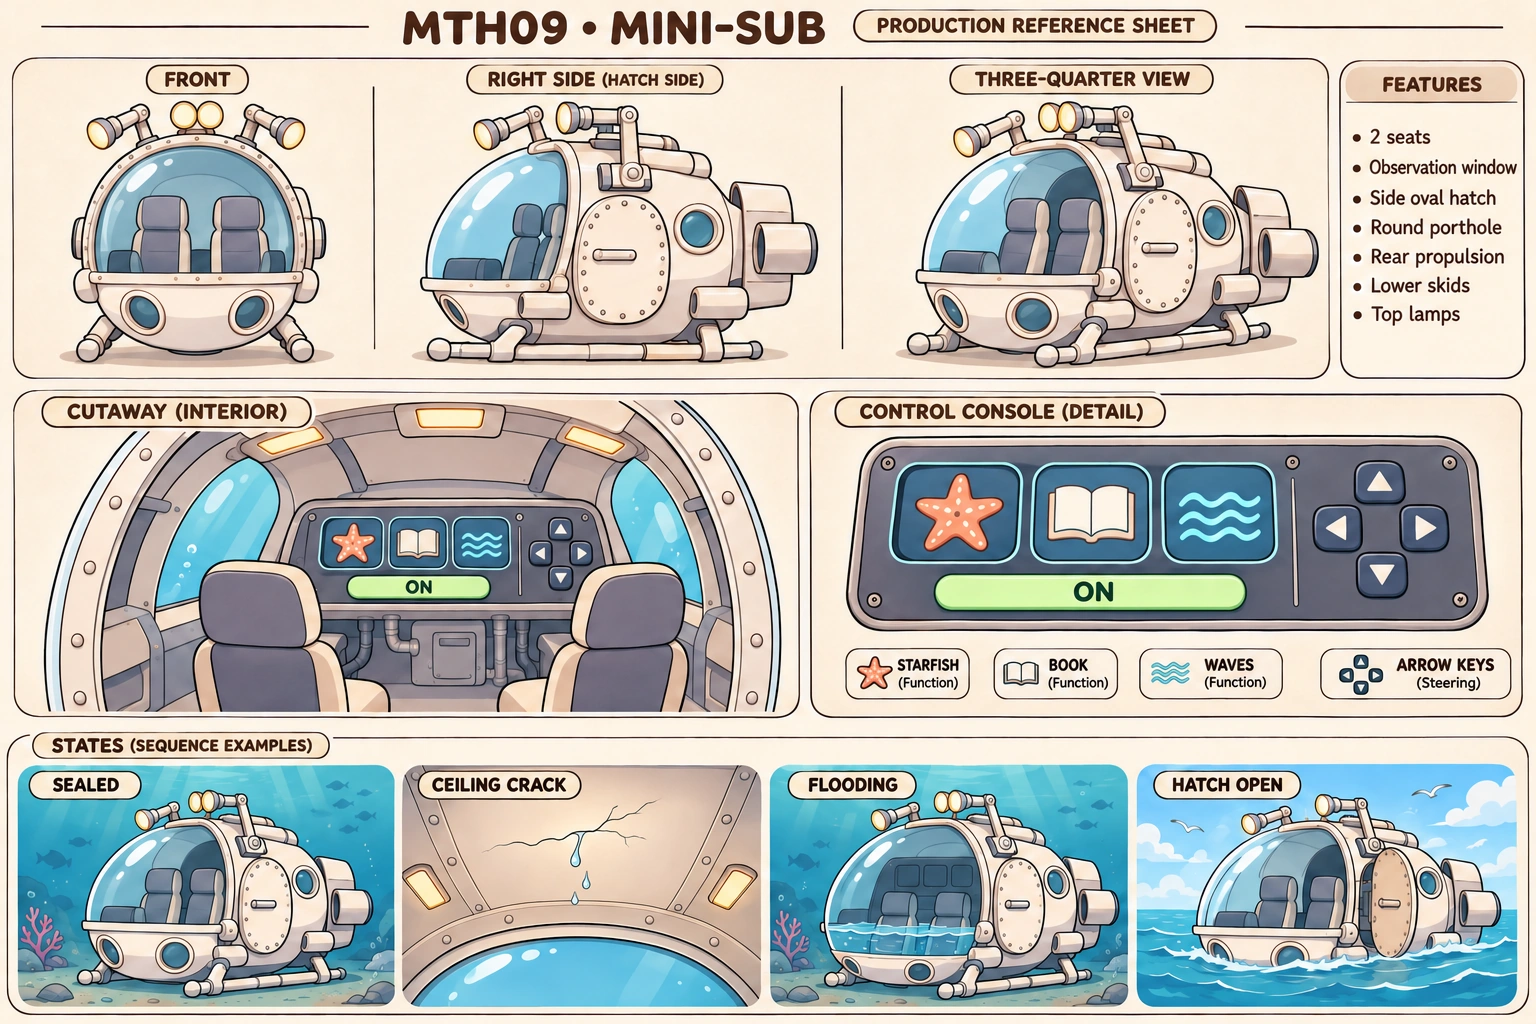 MTH09 • MINI-SUB
PRODUCTION REFERENCE SHEET
FRONT
RIGHT SIDE (HATCH SIDE)
THREE-QUARTER VIEW
FEATURES
• 2 seats
• Observation window
• Side oval hatch
• Round porthole
• Rear propulsion
• Lower skids
• Top lamps
CUTAWAY (INTERIOR)
ON
CONTROL CONSOLE (DETAIL)
ON
STARFISH
(Function)
BOOK
(Function)
WAVES
(Function)
ARROW KEYS
(Steering)
STATES (SEQUENCE EXAMPLES)
SEALED
CEILING CRACK
FLOODING
HATCH OPEN